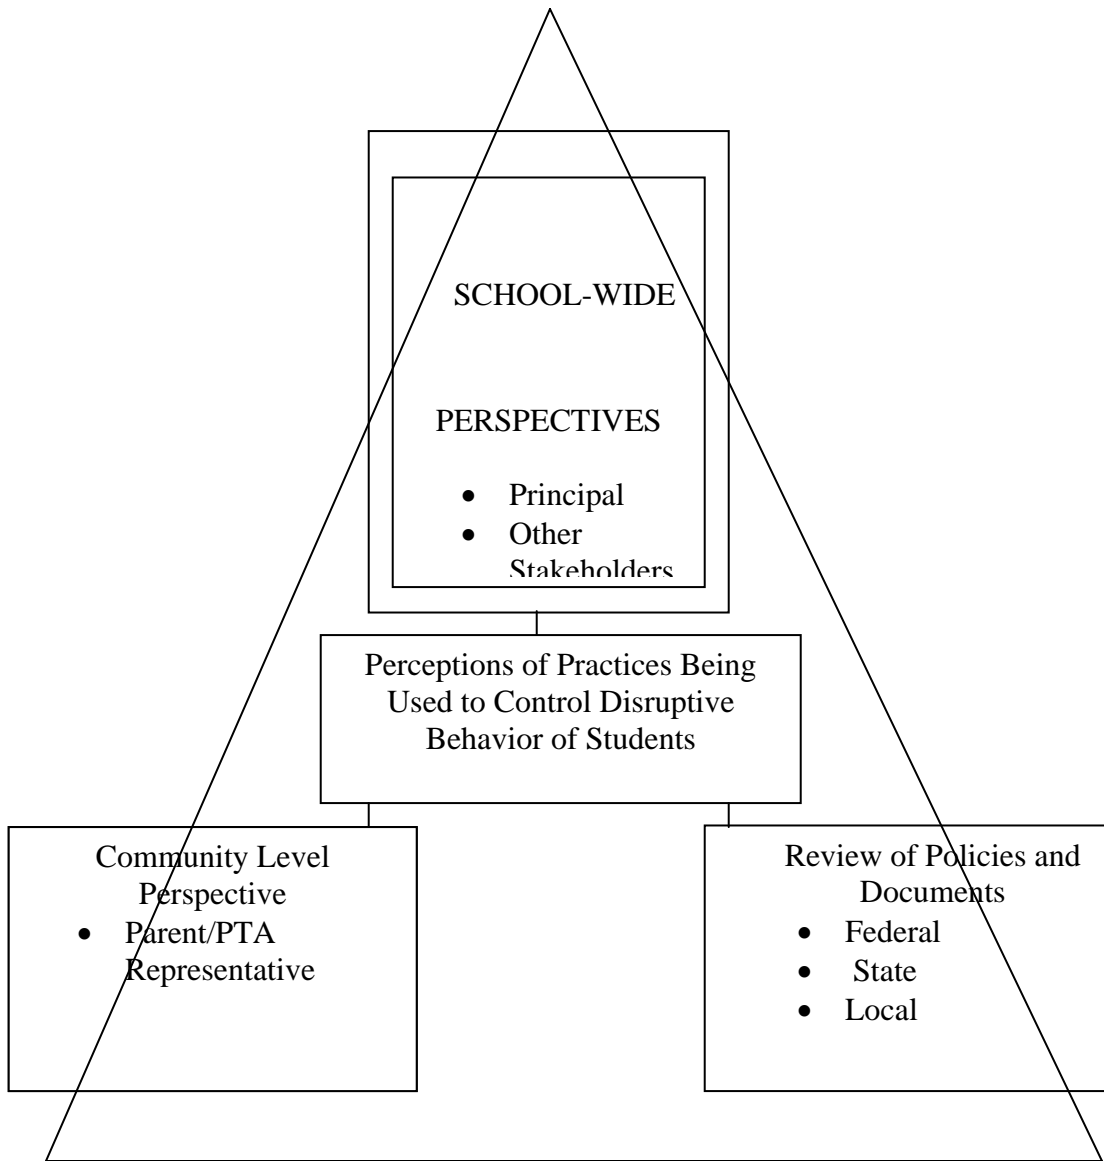 SCHOOL-WIDE
PERSPECTIVES
• Principal
• Other
Stakeholders
Perceptions of Practices Being
Used to Control Disruptive
Behavior of Students
Community Level
Perspective
• Parent/PTA
Representative
Review of Policies and
Documents
• Federal
• State
• Local